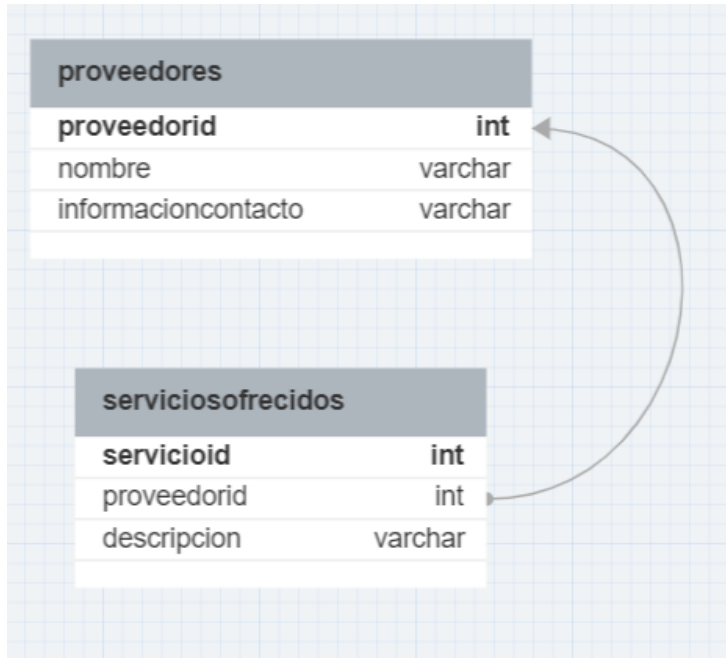 proveedores
proveedorid int
nombre varchar
informacioncontacto varchar
serviciosofrecidos
servicioid int
proveedorid int
descripcion varchar